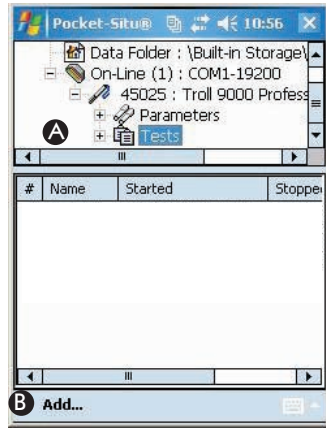 Pocket-Situ® 10:56
Data Folder : \Built-in Storage\
On-Line (1) : COM1-19200
45025 : Troll 9000 Profess
Parameters
A
Tests
# Name Started Stopped
B Add...